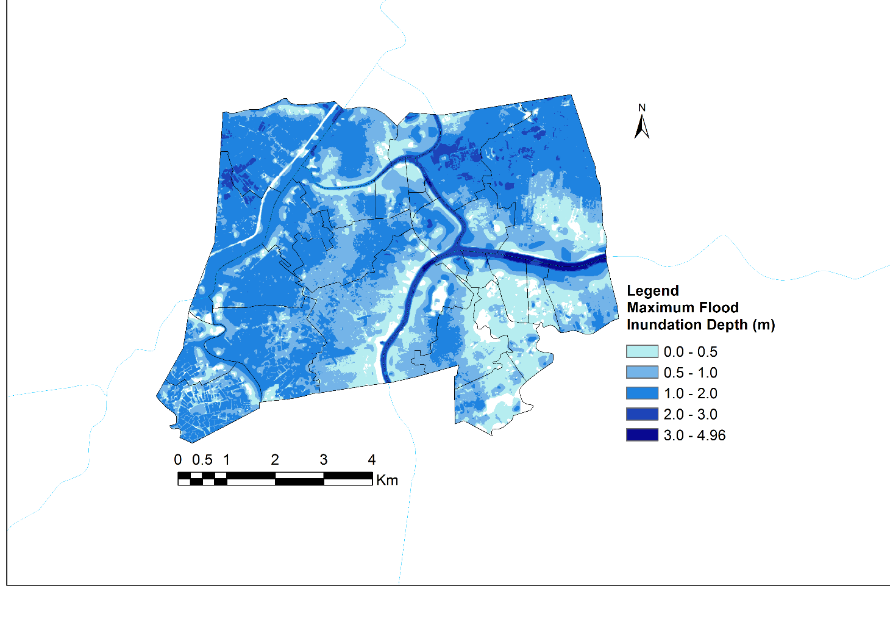 N
Legend
Maximum Flood
Inundation Depth (m)
0.0 - 0.5
0.5 - 1.0
1.0 - 2.0
2.0 - 3.0
3.0 - 4.96
0 0.5 1 2 3 4
Km